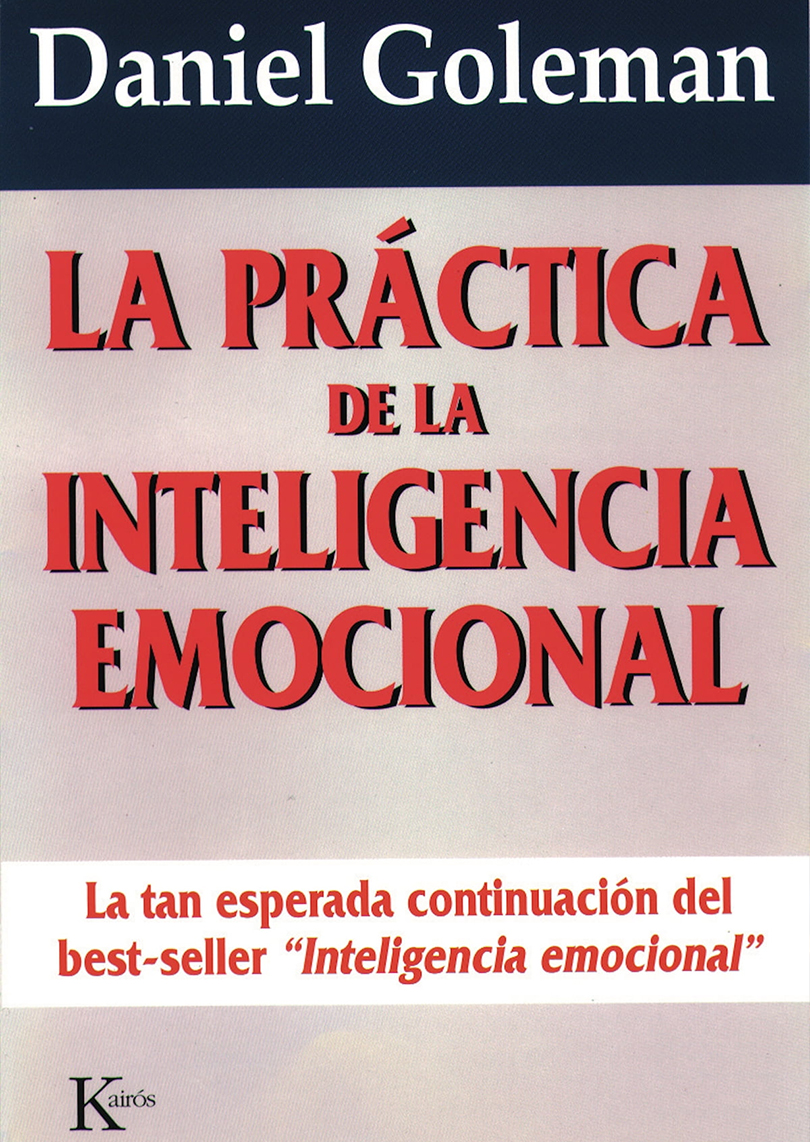 Daniel Goleman
LA PRÁCTICA
DE LA
INTELIGENCIA
EMOCIONAL
La tan esperada continuación del
best-seller “Inteligencia emocional”
Kairós